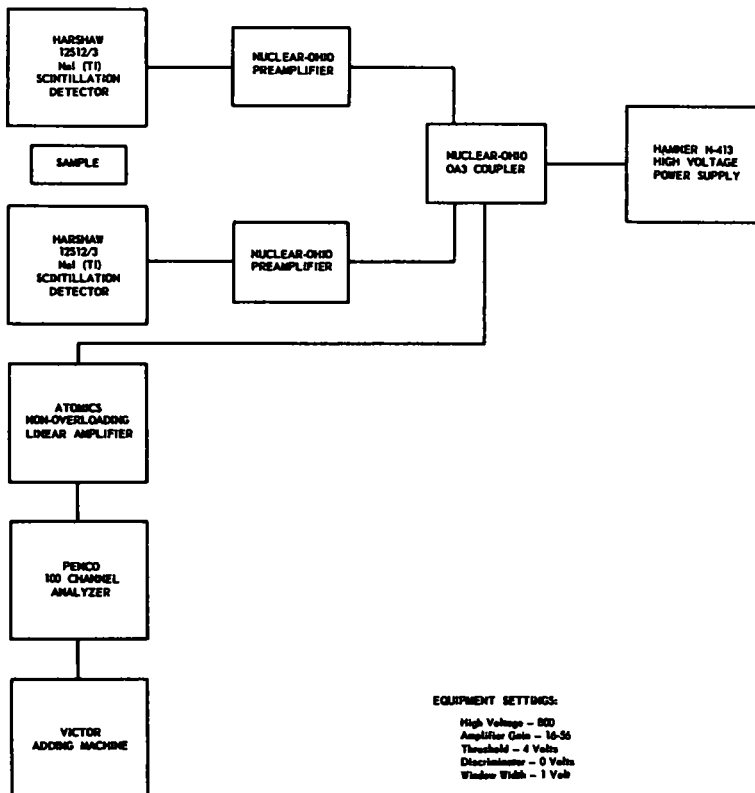 HARSHAW
12512/3
NaI (Tl)
SCINTILLATION
DETECTOR
NUCLEAR-OHIO
PREAMPLIFIER
SAMPLE
NUCLEAR-OHIO
OA3 COUPLER
HAMNER N-413
HIGH VOLTAGE
POWER SUPPLY
HARSHAW
12512/3
NaI (Tl)
SCINTILLATION
DETECTOR
NUCLEAR-OHIO
PREAMPLIFIER
ATOMICS
NON-OVERLOADING
LINEAR AMPLIFIER
PENCO
100 CHANNEL
ANALYZER
VICTOR
ADDING MACHINE
EQUIPMENT SETTINGS:
High Voltage – 800
Amplifier Gain – 16-56
Threshold – 4 Volts
Discriminator – 0 Volts
Window Width – 1 Volt